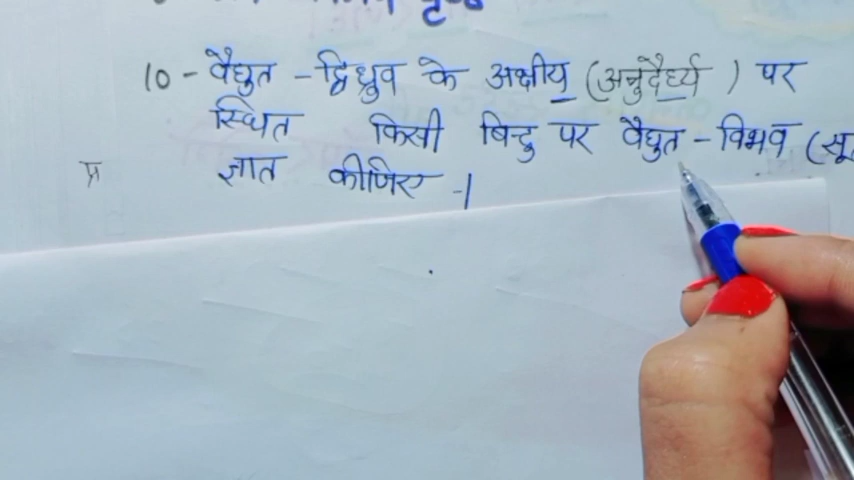 10 - वैद्युत - द्विध्रुव के अक्षीय (अनुदैर्ध्य) पर
स्थित किसी बिन्दु पर वैद्युत - विभव (सू
ज्ञात कीजिए -।
प्र